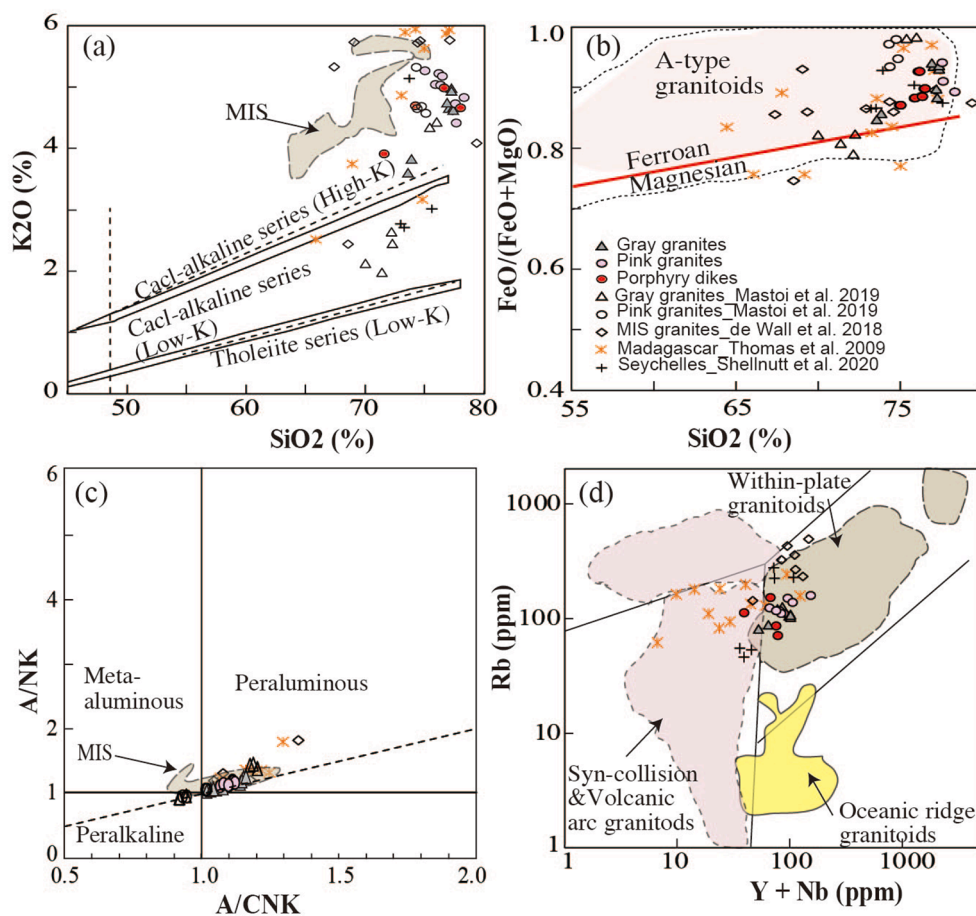 (a)
MIS
Cacl-alkaline series (High-K)
Cacl-alkaline series
(Low-K)
Tholeiite series (Low-K)
K2O (%)
6
4
2
0
50
60
70
80
SiO2 (%)
(b)
A-type
granitoids
Ferroan
Magnesian
Gray granites
Pink granites
Porphyry dikes
Gray granites_Mastoi et al. 2019
Pink granites_Mastoi et al. 2019
MIS granites_de Wall et al. 2018
Madagascar_Thomas et al. 2009
Seychelles_Shellnutt et al. 2020
FeO/(FeO+MgO)
1.0
0.8
0.6
0.4
55
65
75
SiO2 (%)
(c)
Meta-
aluminous
Peraluminous
MIS
Peralkaline
A/NK
6
4
2
1
0
0.5
1.0
1.5
2.0
A/CNK
(d)
Within-plate
granitoids
Syn-collision
&Volcanic
arc granitods
Oceanic ridge
granitoids
Rb (ppm)
1000
100
10
1
1
10
100
1000
Y + Nb (ppm)